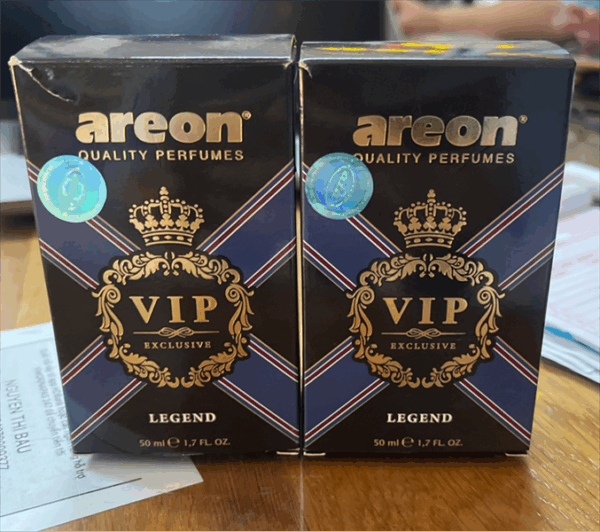 areon®
QUALITY PERFUMES
VIP
EXCLUSIVE
LEGEND
50 ml ℮ 1,7 FL. OZ.
areon®
QUALITY PERFUMES
VIP
EXCLUSIVE
LEGEND
50 ml ℮ 1,7 FL. OZ.
NGUYEN THI BAU